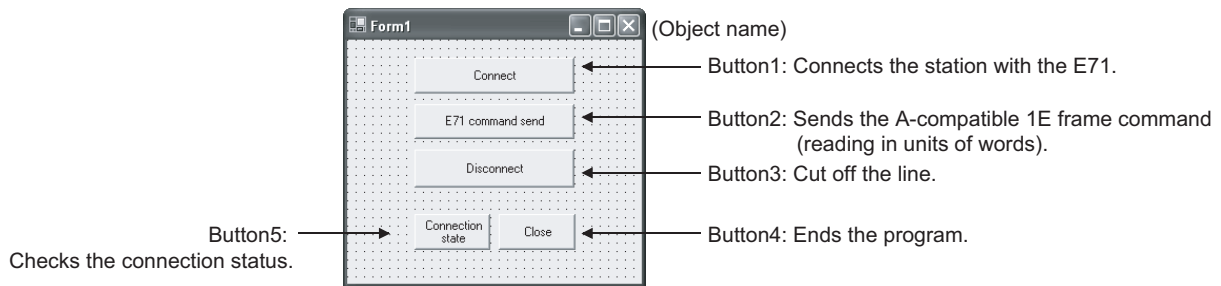 Form1
(Object name)
Connect
Button1: Connects the station with the E71.
E71 command send
Button2: Sends the A-compatible 1E frame command
(reading in units of words).
Disconnect
Button3: Cut off the line.
Button5:
Checks the connection status.
Connection
state
Close
Button4: Ends the program.